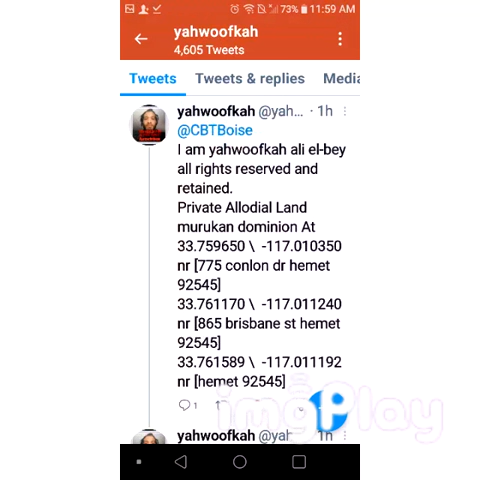 73% 11:59 AM
yahwoofkah
4,605 Tweets
Tweets Tweets & replies Media
yahwoofkah @yah... · 1h
@CBTBoise
I am yahwoofkah ali el-bey
all rights reserved and
retained.
Private Allodial Land
murukan dominion At
33.759650 \ -117.010350
nr [775 conlon dr hemet
92545]
33.761170 \ -117.011240
nr [865 brisbane st hemet
92545]
33.761589 \ -117.011192
nr [hemet 92545]
1
imgPlay
yahwoofkah @yah 1h